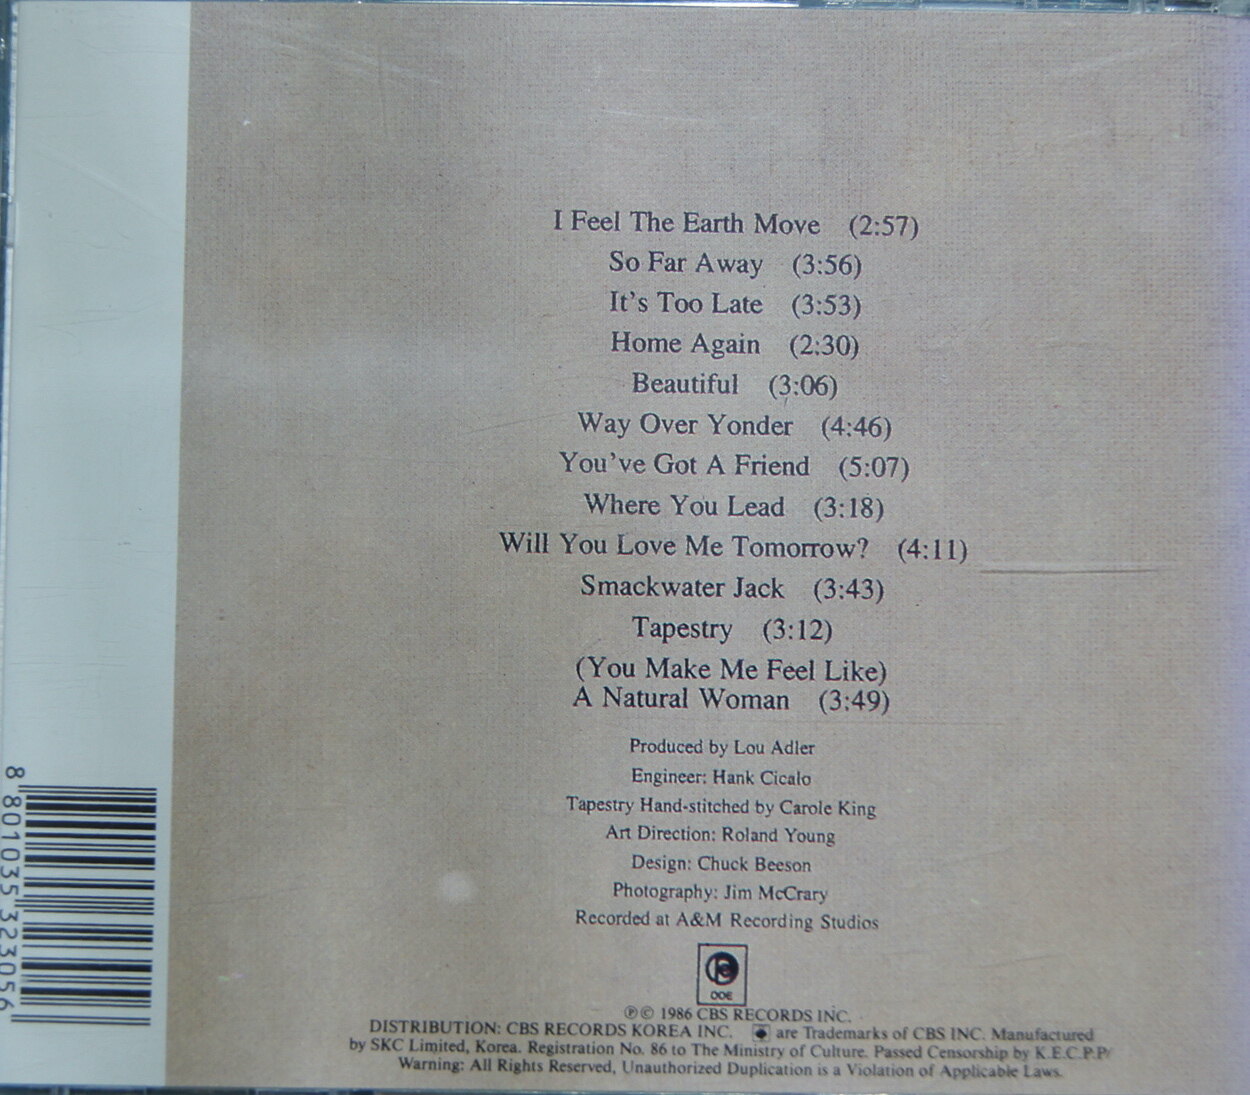 I Feel The Earth Move (2:57)
So Far Away (3:56)
It's Too Late (3:53)
Home Again (2:30)
Beautiful (3:06)
Way Over Yonder (4:46)
You've Got A Friend (5:07)
Where You Lead (3:18)
Will You Love Me Tomorrow? (4:11)
Smackwater Jack (3:43)
Tapestry (3:12)
(You Make Me Feel Like)
A Natural Woman (3:49)
Produced by Lou Adler
Engineer: Hank Cicalo
Tapestry Hand-stitched by Carole King
Art Direction: Roland Young
Design: Chuck Beeson
Photography: Jim McCrary
Recorded at A&M Recording Studios
ODE
℗© 1986 CBS RECORDS INC.
DISTRIBUTION: CBS RECORDS KOREA INC. are Trademarks of CBS INC. Manufactured
by SKC Limited, Korea. Registration No. 86 to The Ministry of Culture. Passed Censorship by K.E.C.P.P/
Warning: All Rights Reserved, Unauthorized Duplication is a Violation of Applicable Laws.
8 801035 323056